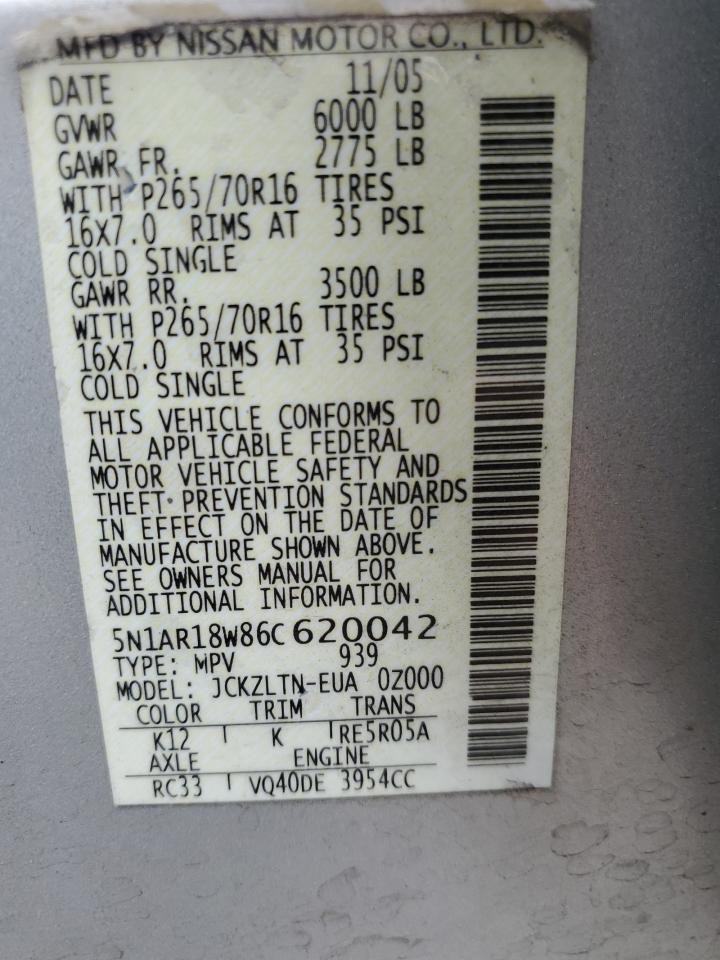 MFD BY NISSAN MOTOR CO., LTD.
DATE 11/05
GVWR 6000 LB
GAWR FR. 2775 LB
WITH P265/70R16 TIRES
16X7.0 RIMS AT 35 PSI
COLD SINGLE
GAWR RR. 3500 LB
WITH P265/70R16 TIRES
16X7.0 RIMS AT 35 PSI
COLD SINGLE
THIS VEHICLE CONFORMS TO
ALL APPLICABLE FEDERAL
MOTOR VEHICLE SAFETY AND
THEFT PREVENTION STANDARDS
IN EFFECT ON THE DATE OF
MANUFACTURE SHOWN ABOVE.
SEE OWNERS MANUAL FOR
ADDITIONAL INFORMATION.
5N1AR18W86C620042
TYPE: MPV 939
MODEL: JCKZLTN-EUA 0Z000
COLOR TRIM TRANS
K12 K RE5R05A
AXLE ENGINE
RC33 VQ40DE 3954CC